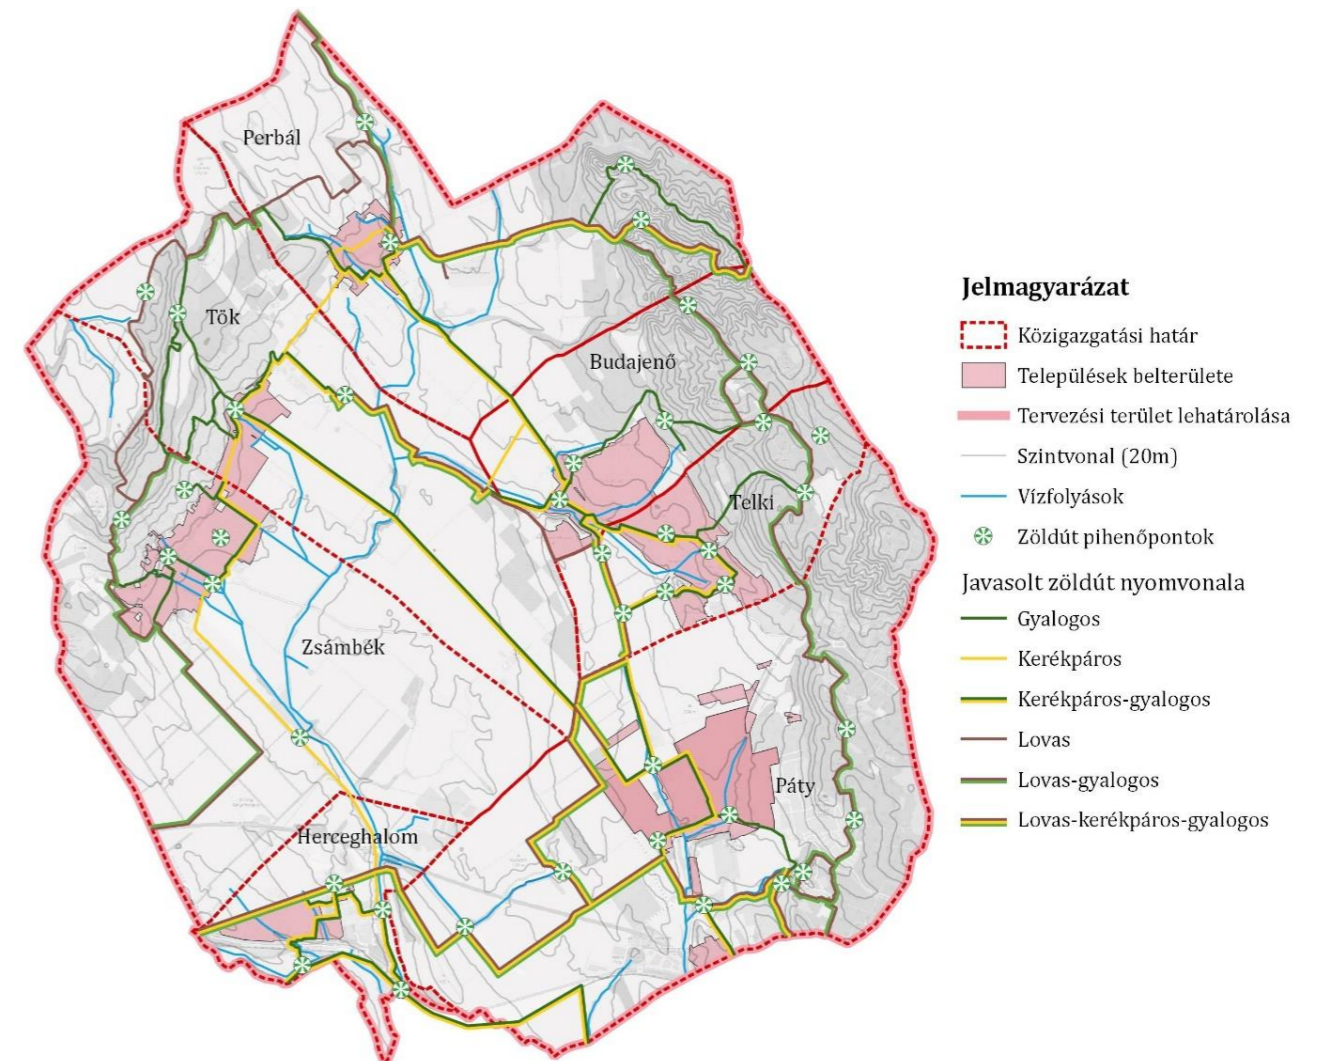 Perbál
Tök
Budajenő
Telki
Zsámbék
Páty
Herceghalom
Jelmagyarázat
Közigazgatási határ
Települések belterülete
Tervezési terület lehatárolása
Szintvonal (20m)
Vízfolyások
Zöldút pihenőpontok
Javasolt zöldút nyomvonala
Gyalogos
Kerékpáros
Kerékpáros-gyalogos
Lovas
Lovas-gyalogos
Lovas-kerékpáros-gyalogos